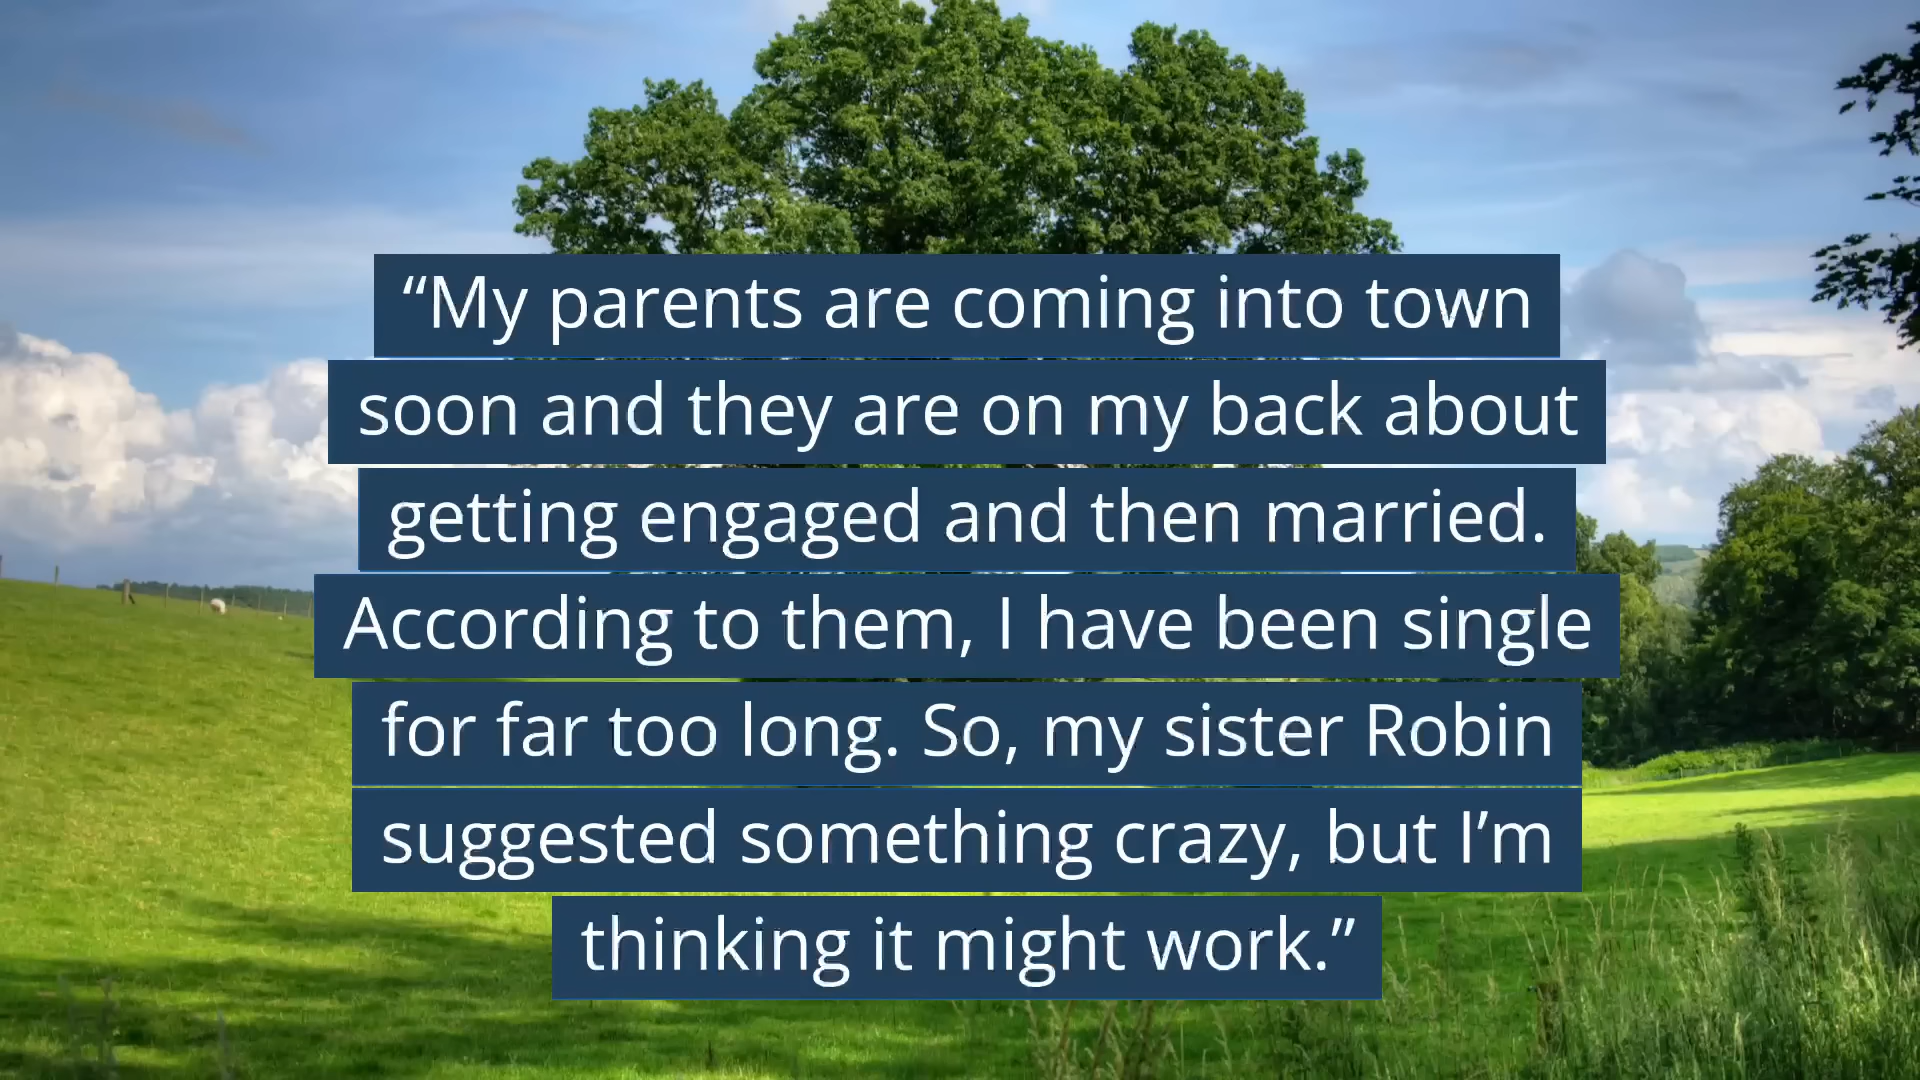 “My parents are coming into town
soon and they are on my back about
getting engaged and then married.
According to them, I have been single
for far too long. So, my sister Robin
suggested something crazy, but I’m
thinking it might work.”